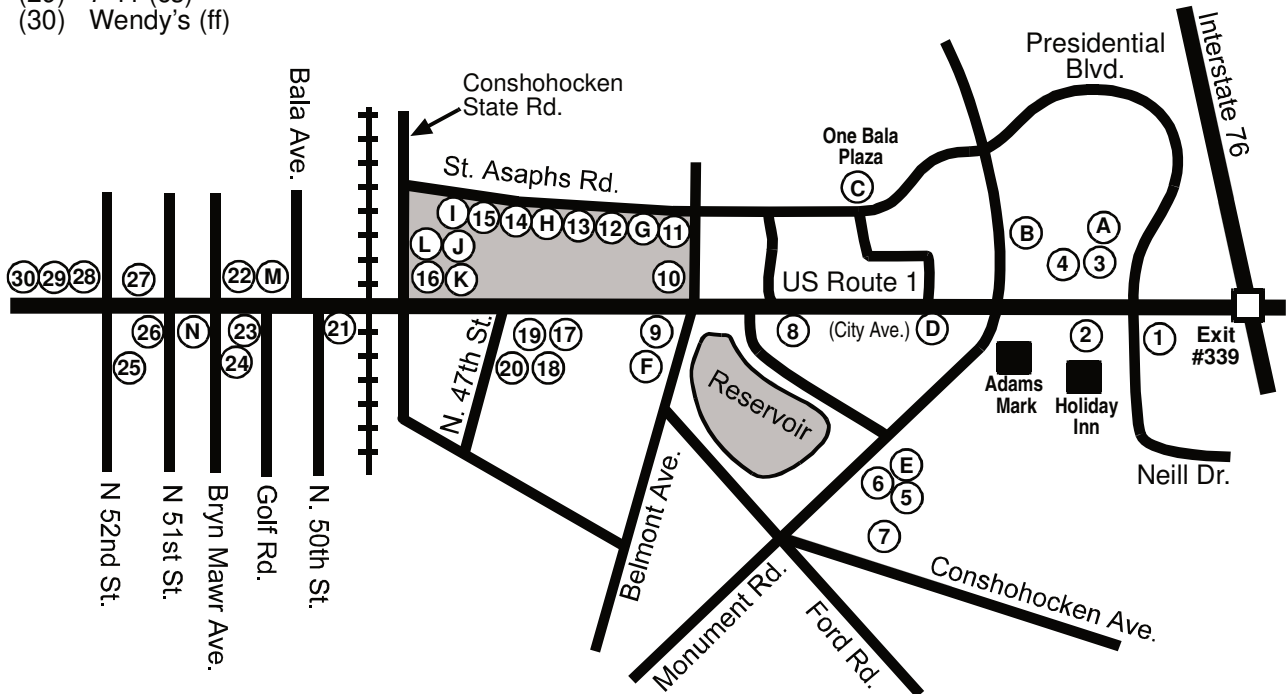 (30) Wendy's (ff)
Presidential
Blvd.
Interstate 76
Conshohocken
State Rd.
Bala Ave.
One Bala
Plaza
C
St. Asaphs Rd.
I
15
14
H
13
12
G
11
L
J
B
A
4
3
30
29
28
27
22
M
16
K
10
US Route 1
26
N
23
21
19
17
9
8
(City Ave.)
D
2
1
Exit
#339
25
24
20
18
F
N. 47th St.
Reservoir
Adams
Mark
Holiday
Inn
E
6
5
7
Neill Dr.
N 52nd St.
N 51st St.
Bryn Mawr Ave.
Golf Rd.
N. 50th St.
Belmont Ave.
Monument Rd.
Ford Rd.
Conshohocken Ave.